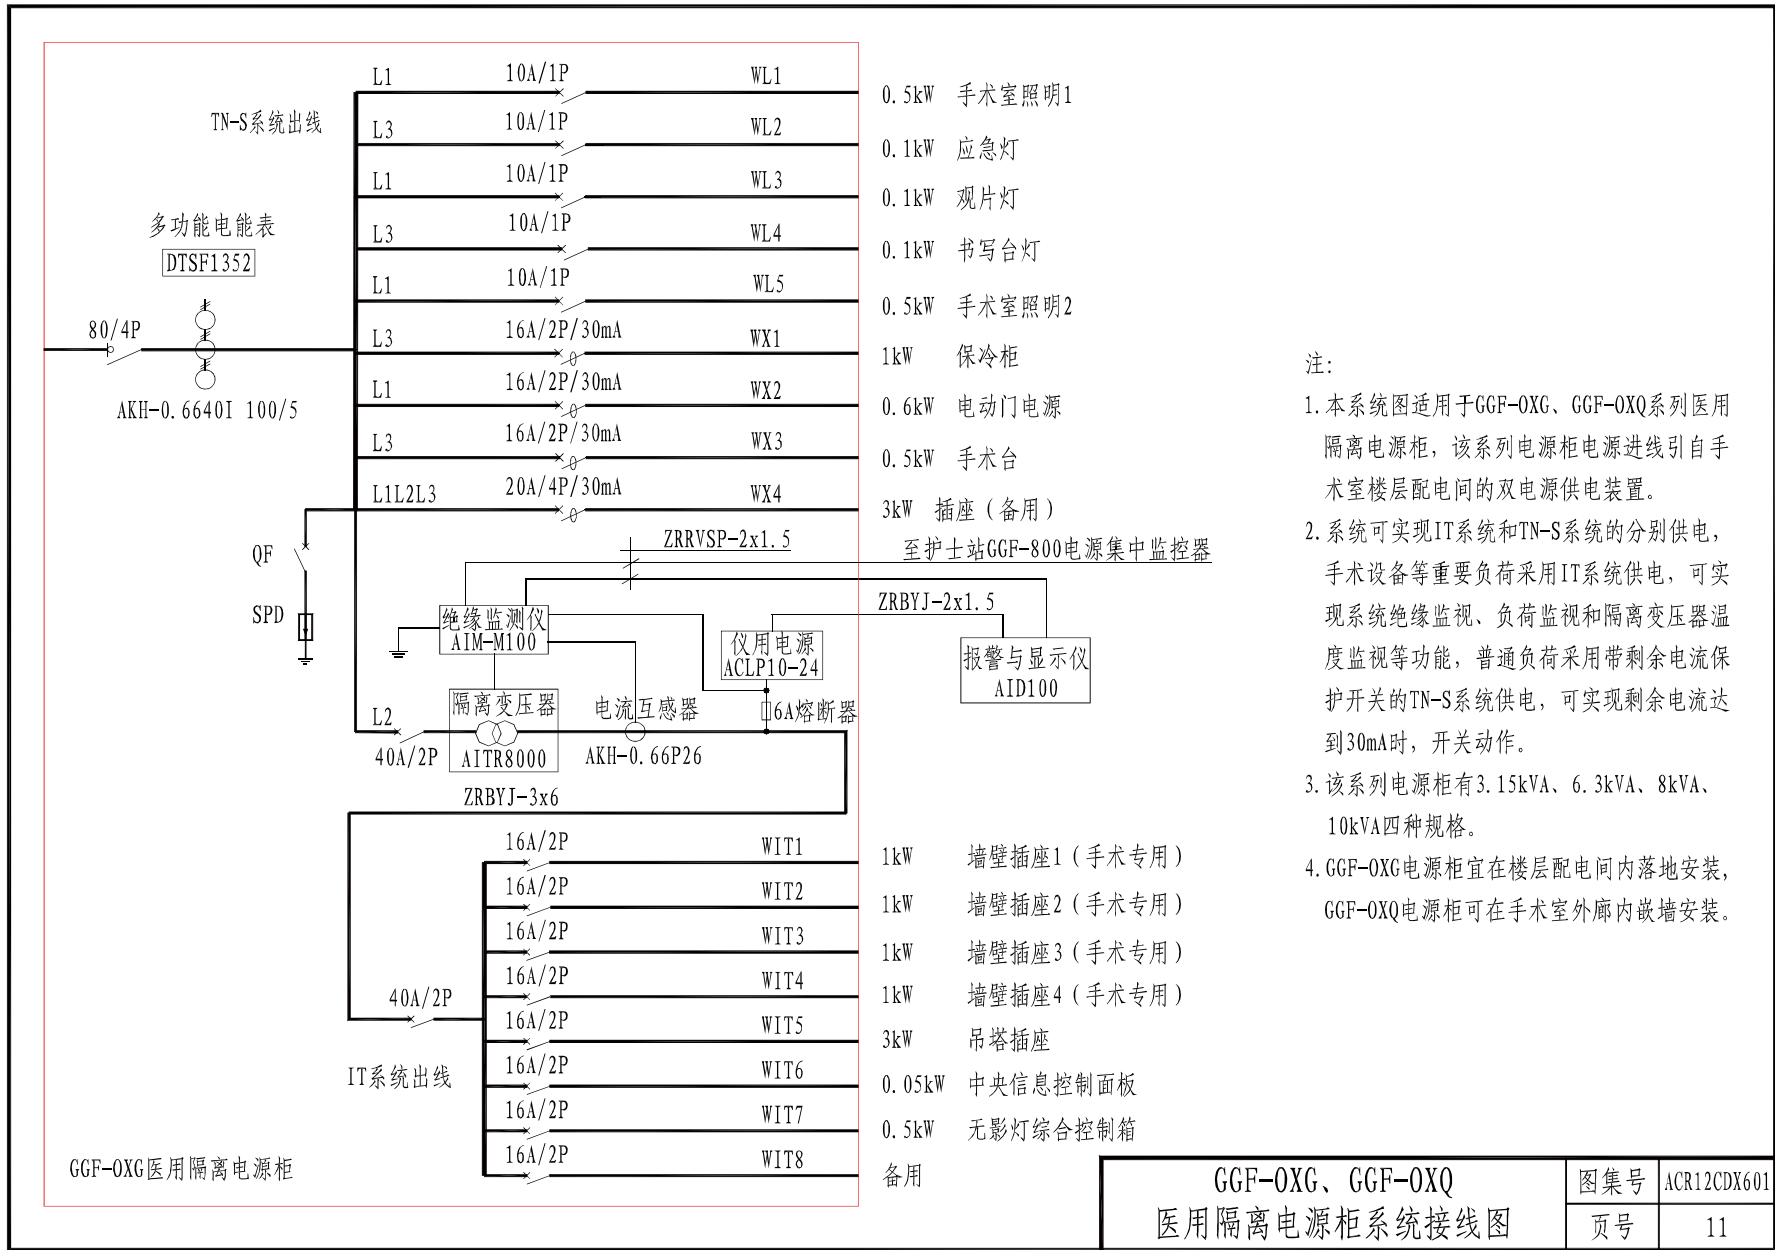 L1 10A/1P WL1 0.5kW 手术室照明1
TN-S系统出线
L3 10A/1P WL2 0.1kW 应急灯
L1 10A/1P WL3 0.1kW 观片灯
多功能电能表
DTSF1352
L3 10A/1P WL4 0.1kW 书写台灯
L1 10A/1P WL5 0.5kW 手术室照明2
80/4P
L3 16A/2P/30mA WX1 1kW 保冷柜
AKH-0.6640I 100/5
L1 16A/2P/30mA WX2 0.6kW 电动门电源
L3 16A/2P/30mA WX3 0.5kW 手术台
L1L2L3 20A/4P/30mA WX4 3kW 插座（备用）
QF
SPD
ZRRVSP-2x1.5
至护士站GGF-800电源集中监控器
绝缘监测仪
AIM-M100
ZRBYJ-2x1.5
仪用电源
ACLP10-24
报警与显示仪
AID100
隔离变压器
AITR8000
电流互感器
AKH-0.66P26
6A熔断器
L2
40A/2P
ZRBYJ-3x6
16A/2P WIT1 1kW 墙壁插座1（手术专用）
16A/2P WIT2 1kW 墙壁插座2（手术专用）
16A/2P WIT3 1kW 墙壁插座3（手术专用）
16A/2P WIT4 1kW 墙壁插座4（手术专用）
40A/2P
16A/2P WIT5 3kW 吊塔插座
IT系统出线
16A/2P WIT6 0.05kW 中央信息控制面板
16A/2P WIT7 0.5kW 无影灯综合控制箱
16A/2P WIT8 备用
GGF-OXG医用隔离电源柜
注:
1.本系统图适用于GGF-OXG、GGF-OXQ系列医用
隔离电源柜，该系列电源柜电源进线引自手
术室楼层配电间的双电源供电装置。
2.系统可实现IT系统和TN-S系统的分别供电，
手术设备等重要负荷采用IT系统供电，可实
现系统绝缘监视、负荷监视和隔离变压器温
度监视等功能，普通负荷采用带剩余电流保
护开关的TN-S系统供电，可实现剩余电流达
到30mA时，开关动作。
3.该系列电源柜有3.15kVA、6.3kVA、8kVA、
10kVA四种规格。
4.GGF-OXG电源柜宜在楼层配电间内落地安装，
GGF-OXQ电源柜可在手术室外廊内嵌墙安装。
GGF-OXG、GGF-OXQ
医用隔离电源柜系统接线图
图集号 ACR12CDX601
页号 11